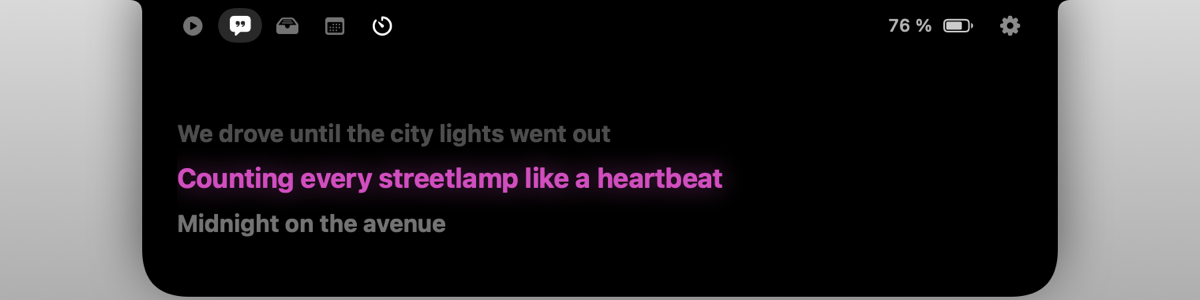 76 %
We drove until the city lights went out
Counting every streetlamp like a heartbeat
Midnight on the avenue